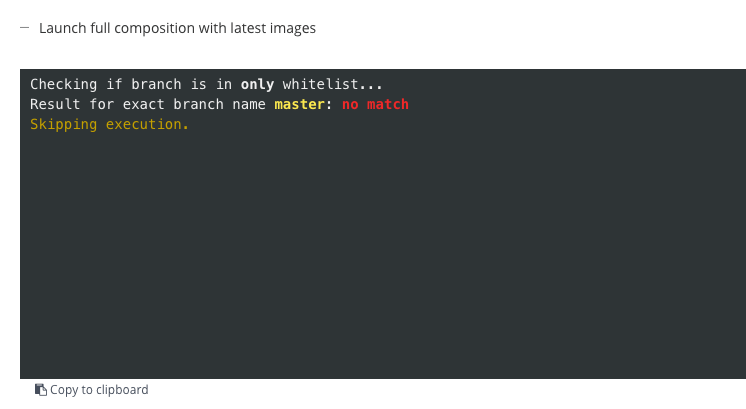 Launch full composition with latest images
Checking if branch is in only whitelist...
Result for exact branch name master: no match
Skipping execution.
Copy to clipboard